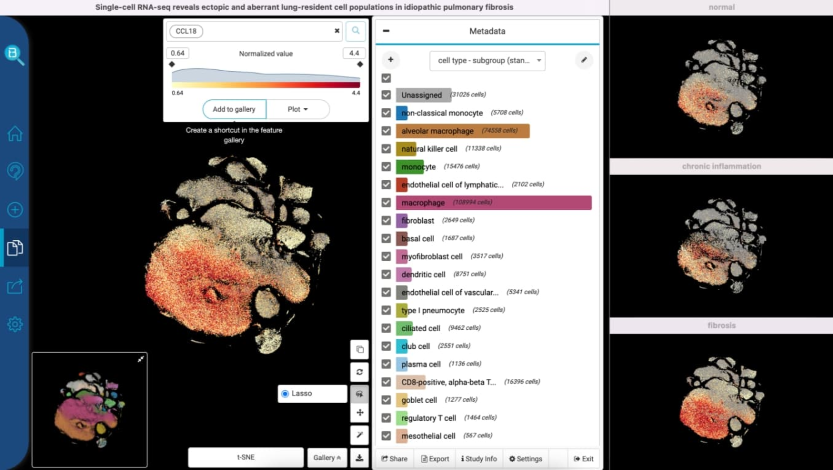 Single-cell RNA-seq reveals ectopic and aberrant lung-resident cell populations in idiopathic pulmonary fibrosis
normal
CCL18
0.64
Normalized value
4.4
0.64
4.4
Add to gallery
Plot
Create a shortcut in the feature
gallery
Lasso
t-SNE
Gallery
Metadata
cell type - subgroup (stan...
Unassigned (31026 cells)
non-classical monocyte (5708 cells)
alveolar macrophage (74558 cells)
natural killer cell (11338 cells)
monocyte (15476 cells)
endothelial cell of lymphatic... (2102 cells)
macrophage (108994 cells)
fibroblast (2649 cells)
basal cell (1687 cells)
myofibroblast cell (3517 cells)
dendritic cell (8751 cells)
endothelial cell of vascular... (5341 cells)
type I pneumocyte (2525 cells)
ciliated cell (9462 cells)
club cell (2551 cells)
plasma cell (1136 cells)
CD8-positive, alpha-beta T... (16396 cells)
goblet cell (1277 cells)
regulatory T cell (1464 cells)
mesothelial cell (567 cells)
Share
Export
Study Info
Settings
Exit
chronic inflammation
fibrosis